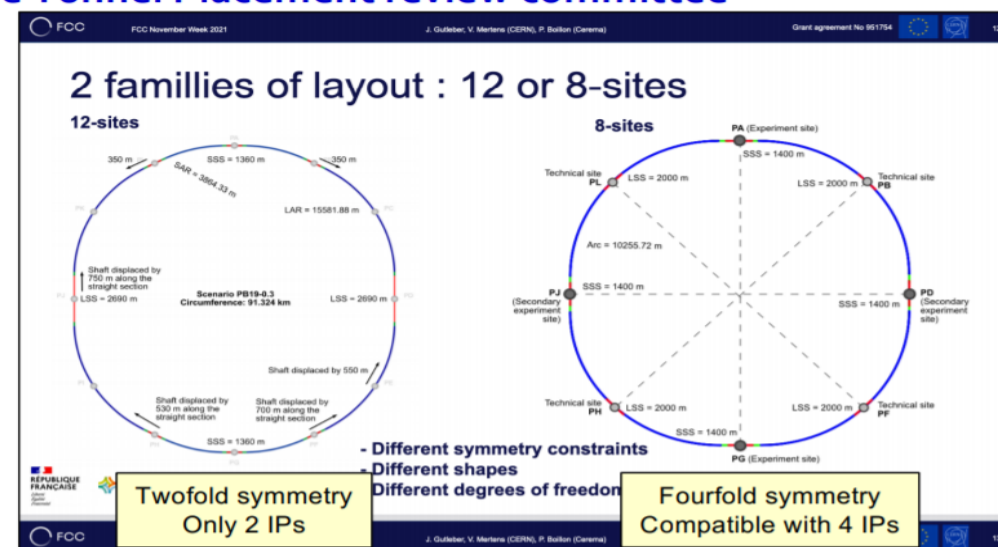 e Tunnel Placement review committee
FCC
FCC November Week 2021
J. Gutleber, V. Mertens (CERN), P. Boillon (Cerema)
Grant agreement No 951754
2 famillies of layout : 12 or 8-sites
12-sites
350 m
SSS = 1360 m
350 m
SAR = 3864.33 m
LAR = 15581.88 m
Shaft displaced by
750 m along the
straight section
LSS = 2690 m
Scenario PB19-0.3
Circumference: 91.324 km
LSS = 2690 m
Shaft displaced by 550 m
Shaft displaced by
530 m along the
straight section
Shaft displaced by
700 m along the
straight section
SSS = 1360 m
8-sites
PA (Experiment site)
SSS = 1400 m
Technical site
PL
LSS = 2000 m
LSS = 2000 m
Technical site
PB
Arc = 10255.72 m
PJ
(Secondary
experiment
site)
SSS = 1400 m
SSS = 1400 m
PD
(Secondary
experiment
site)
Technical site
PH
LSS = 2000 m
LSS = 2000 m
Technical site
PF
SSS = 1400 m
PG (Experiment site)
- Different symmetry constraints
- Different shapes
Different degrees of freedom
RÉPUBLIQUE
FRANÇAISE
Twofold symmetry
Only 2 IPs
Fourfold symmetry
Compatible with 4 IPs
FCC
J. Gutleber, V. Mertens (CERN), P. Boillon (Cerema)